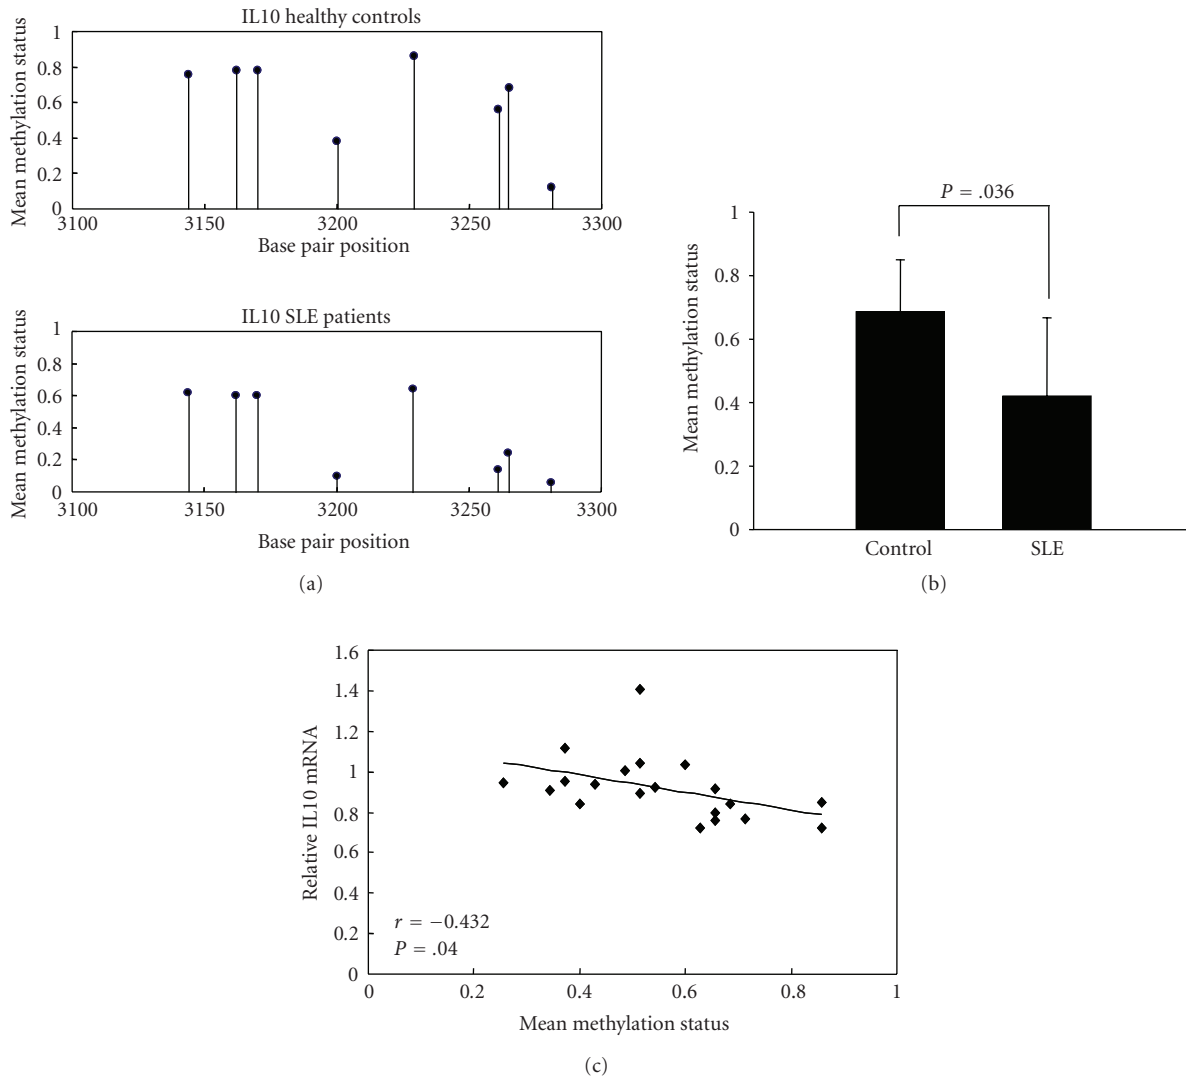 IL10 healthy controls
Mean methylation status
1
0.8
0.6
0.4
0.2
0
3100 3150 3200 3250 3300
Base pair position
IL10 SLE patients
Mean methylation status
1
0.8
0.6
0.4
0.2
0
3100 3150 3200 3250 3300
Base pair position
(a)
P = .036
Mean methylation status
1
0.8
0.6
0.4
0.2
0
Control SLE
(b)
Relative IL10 mRNA
1.6
1.4
1.2
1
0.8
0.6
0.4
0.2
0
r = −0.432
P = .04
0 0.2 0.4 0.6 0.8 1
Mean methylation status
(c)